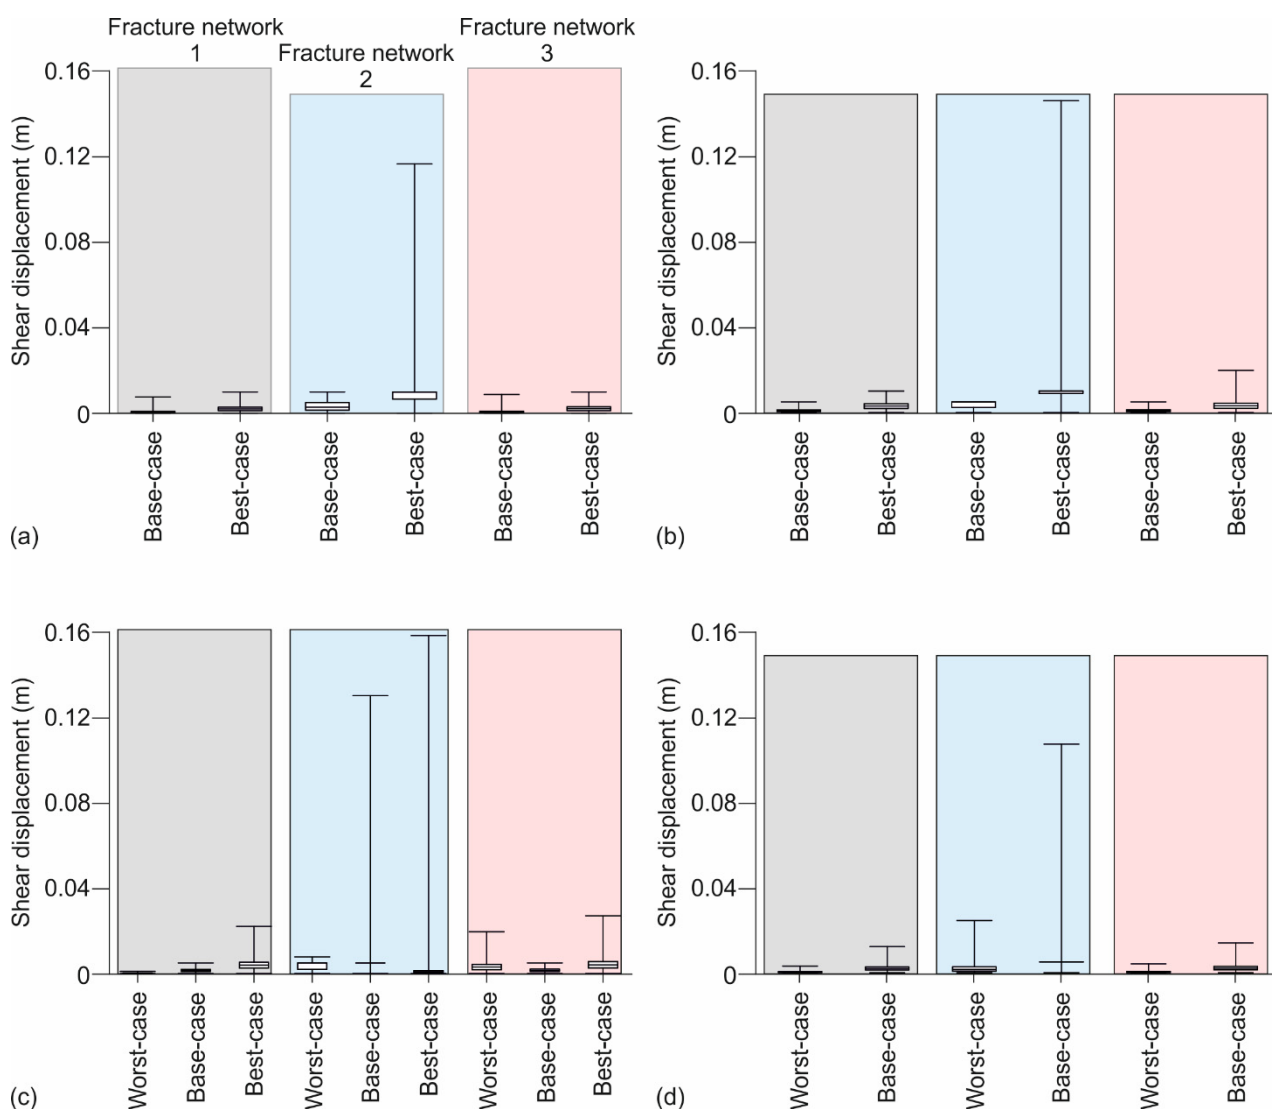 Fracture network
1
Fracture network
2
Fracture network
3
Shear displacement (m)
0.16
0.12
0.08
0.04
0
Base-case
Best-case
Base-case
Best-case
Base-case
Best-case
(a)
Shear displacement (m)
0.16
0.12
0.08
0.04
0
Base-case
Best-case
Base-case
Best-case
Base-case
Best-case
(b)
Shear displacement (m)
0.16
0.12
0.08
0.04
0
Worst-case
Base-case
Best-case
Worst-case
Base-case
Best-case
Worst-case
Base-case
Best-case
(c)
Shear displacement (m)
0.16
0.12
0.08
0.04
0
Worst-case
Base-case
Worst-case
Base-case
Worst-case
Base-case
(d)